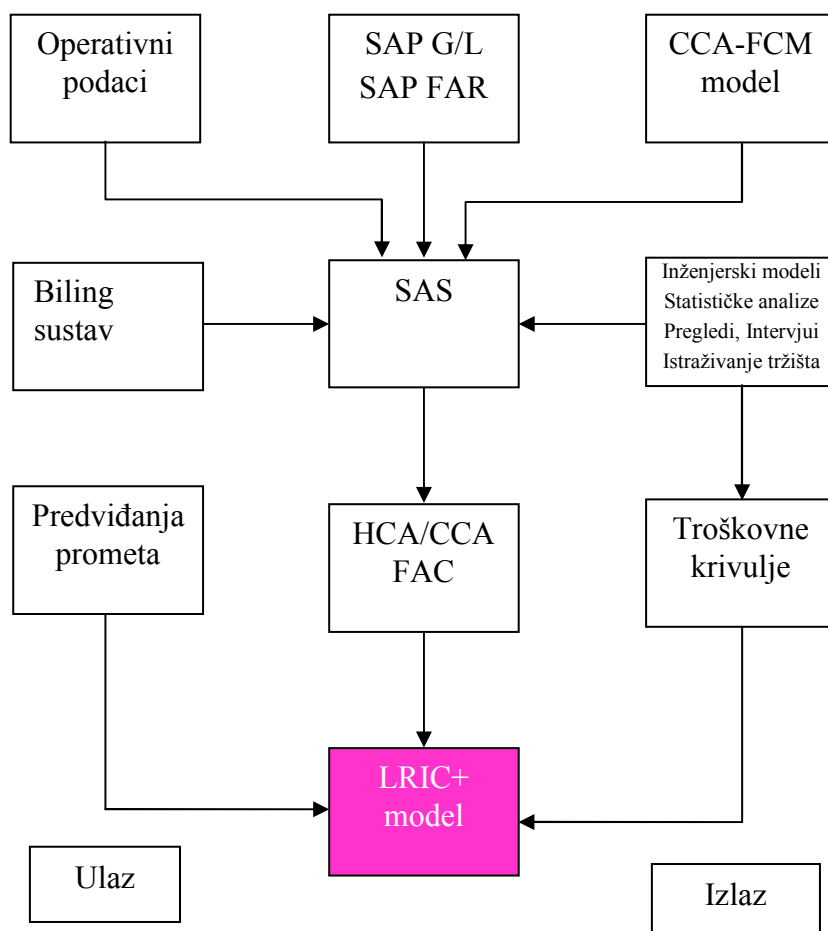 Operativni
podaci
SAP G/L
SAP FAR
CCA-FCM
model
Biling
sustav
SAS
Inženjerski modeli
Statističke analize
Pregledi, Intervjui
Istraživanje tržišta
Predviđanja
prometa
HCA/CCA
FAC
Troškovne
krivulje
LRIC+
model
Ulaz
Izlaz